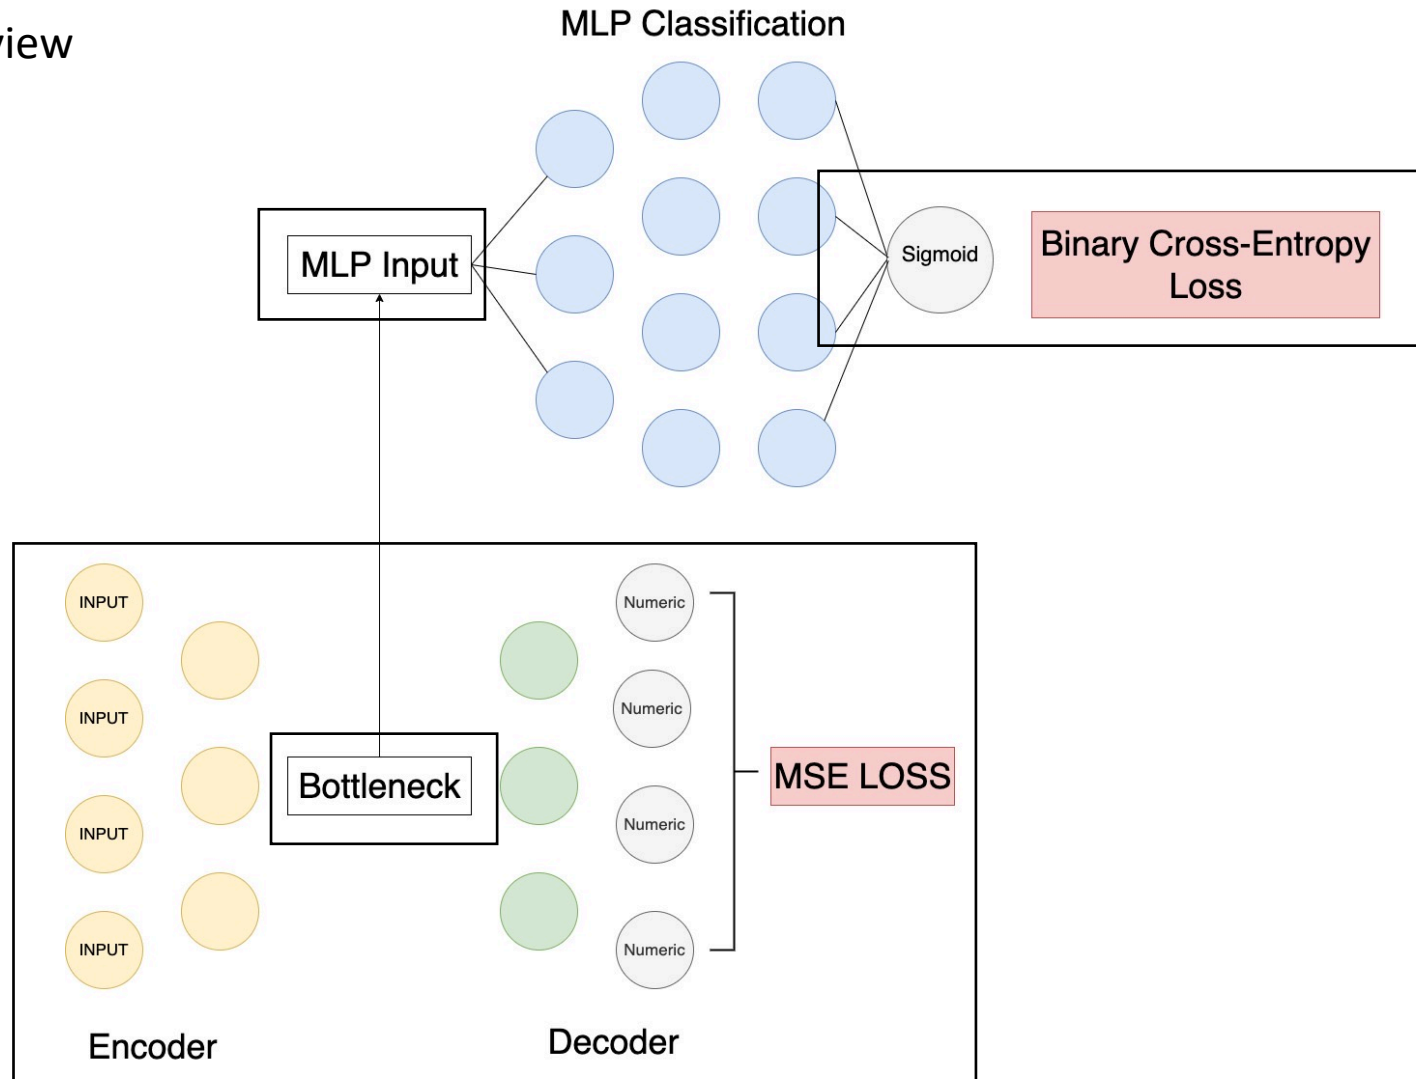 view
MLP Classification
MLP Input
Sigmoid
Binary Cross-Entropy
Loss
INPUT
INPUT
INPUT
INPUT
Bottleneck
Numeric
Numeric
Numeric
Numeric
MSE LOSS
Encoder
Decoder